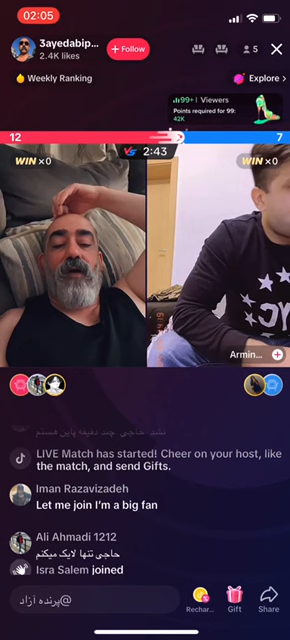 02:05
3ayedabip...
2.4K likes
+ Follow
5
Weekly Ranking
Explore >
99+ Viewers
Points required for 99:
42K
12
VS 2:43
7
WIN ×0
WIN ×0
Armin...
LIVE Match has started! Cheer on your host, like
the match, and send Gifts.
Iman Razavizadeh
Let me join I'm a big fan
Ali Ahmadi 1212
حاجی تنها لایک میکنم
Isra Salem joined
@پرنده آزاد
Rechar...
Gift
Share